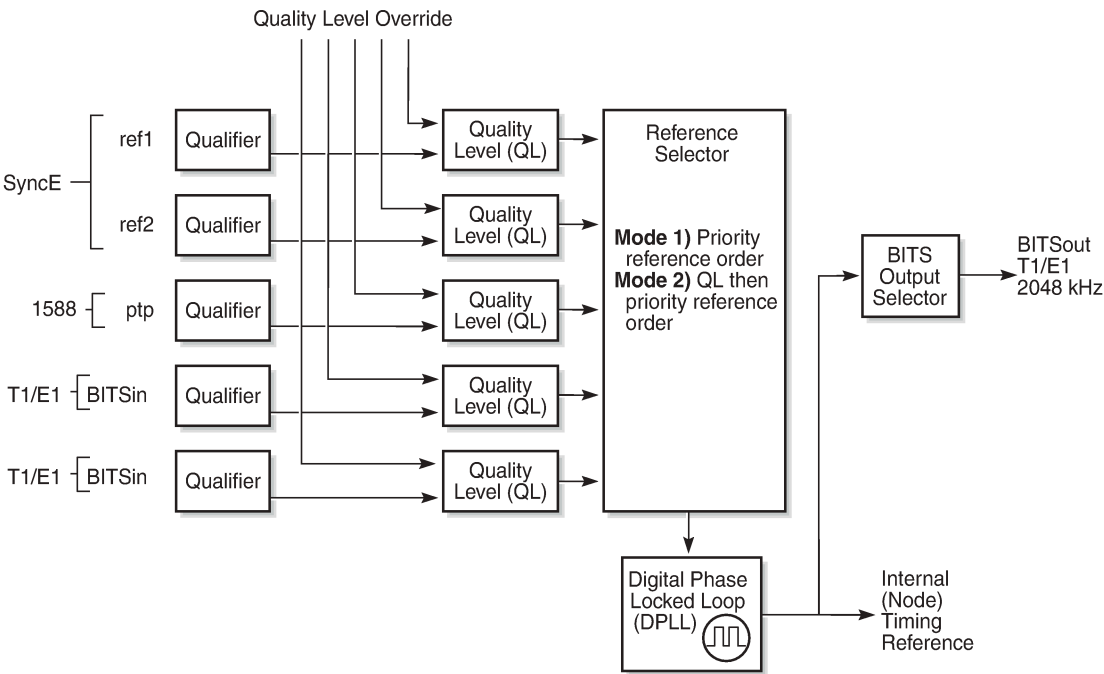 Quality Level Override
SyncE
ref1
Qualifier
Quality
Level (QL)
ref2
Qualifier
Quality
Level (QL)
1588
ptp
Qualifier
Quality
Level (QL)
T1/E1
BITSin
Qualifier
Quality
Level (QL)
T1/E1
BITSin
Qualifier
Quality
Level (QL)
Reference
Selector
Mode 1) Priority
reference order
Mode 2) QL then
priority reference
order
BITS
Output
Selector
BITSout
T1/E1
2048 kHz
Digital Phase
Locked Loop
(DPLL)
Internal
(Node)
Timing
Reference